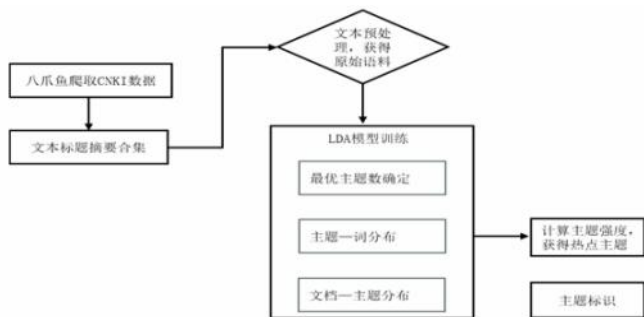 八爪鱼爬取CNKI数据
文本标题摘要合集
文本预处
理，获得
原始语料
LDA模型训练
最优主题数确定
主题—词分布
文档—主题分布
计算主题强度，
获得热点主题
主题标识